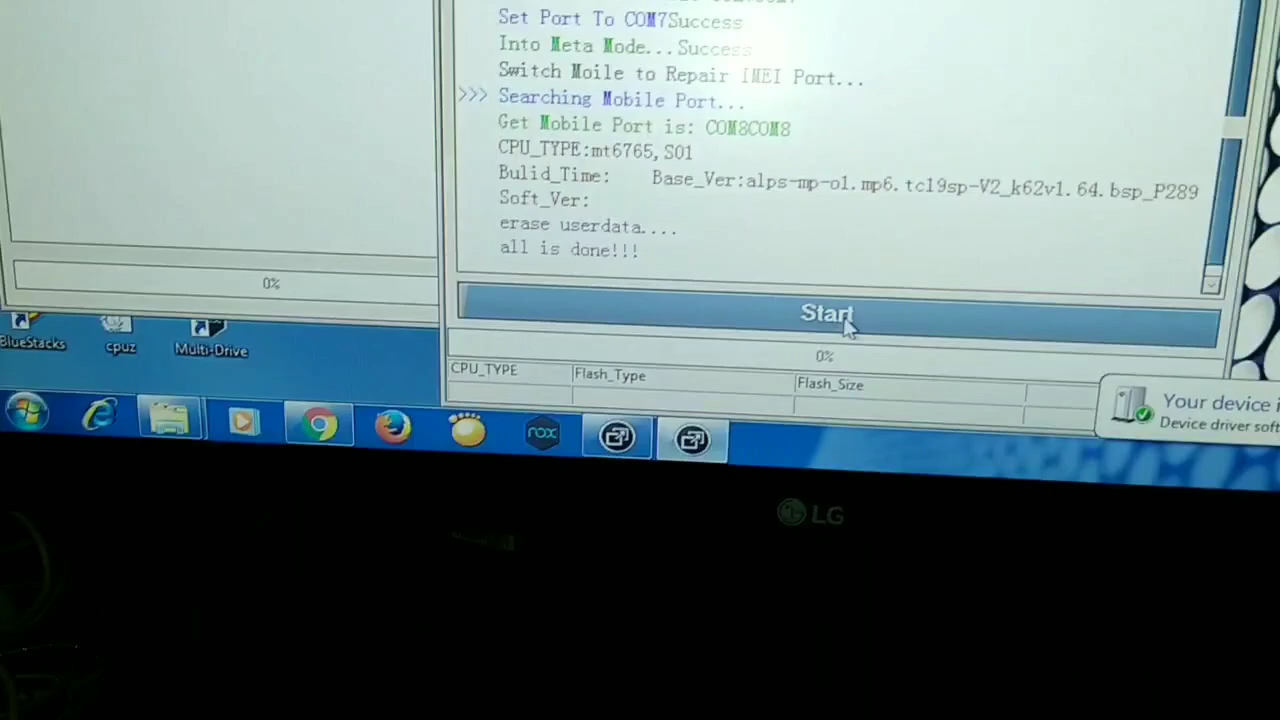 Set Port To COM7Success
Into Meta Mode...Success
Switch Moile to Repair IMEI Port...
>>> Searching Mobile Port...
Get Mobile Port is: COM8COM8
CPU_TYPE:mt6765,S01
Bulid_Time: Base_Ver:alps-mp-o1.mp6.tc19sp-V2_k62v1.64.bsp_P289
Soft_Ver:
erase userdata....
all is done!!!
0%
Start
0%
CPU_TYPE Flash_Type Flash_Size
BlueStacks cpuz Multi-Drive
Your device i
Device driver soft
nox
LG